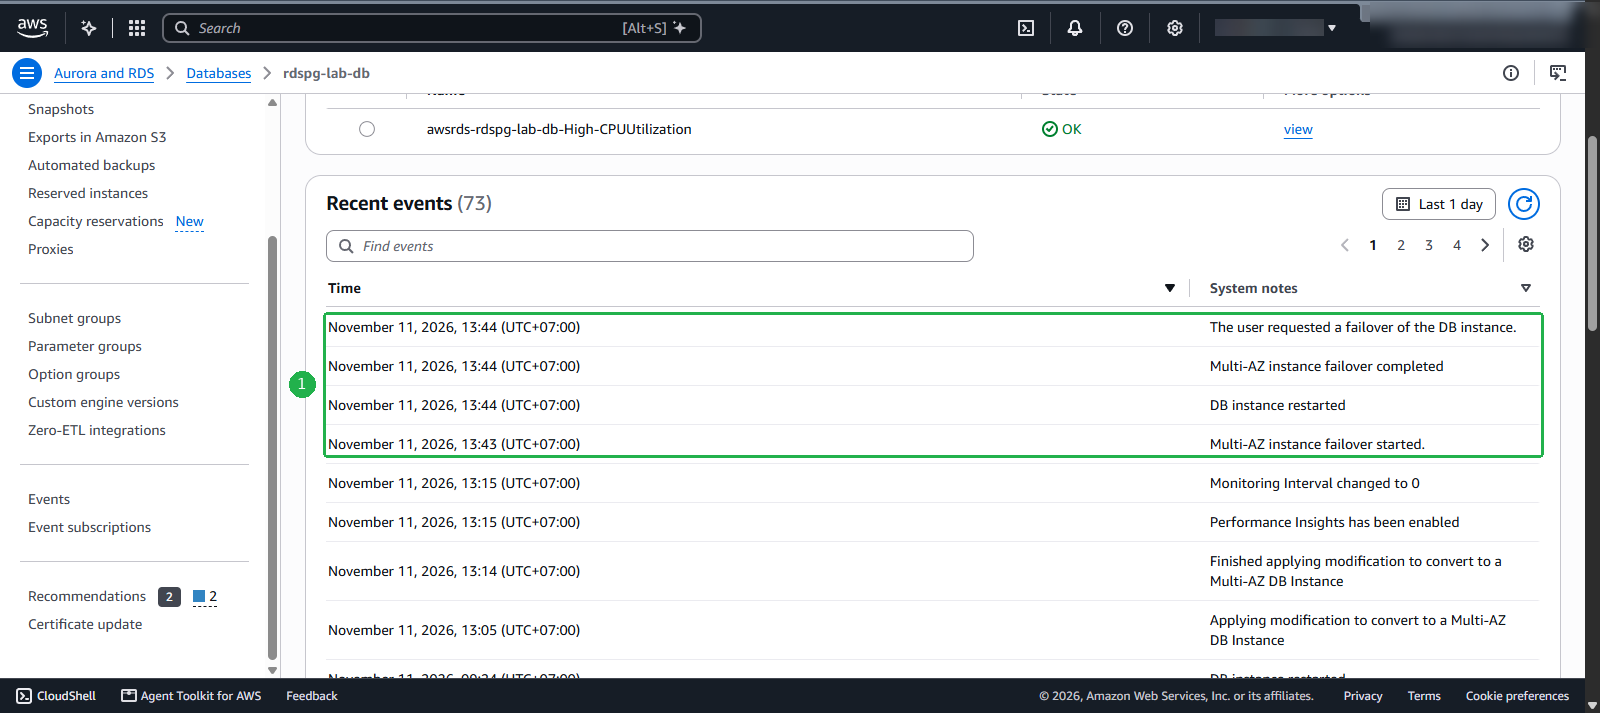 aws
Search [Alt+S]
Aurora and RDS > Databases > rdspg-lab-db
Snapshots
Exports in Amazon S3
Automated backups
Reserved instances
Capacity reservations New
Proxies
Subnet groups
Parameter groups
Option groups
Custom engine versions
Zero-ETL integrations
Events
Event subscriptions
Recommendations 2 2
Certificate update
awsrds-rdspg-lab-db-High-CPUUtilization OK view
Recent events (73)
Last 1 day
Find events
1 2 3 4
Time System notes
1
November 11, 2026, 13:44 (UTC+07:00) The user requested a failover of the DB instance.
November 11, 2026, 13:44 (UTC+07:00) Multi-AZ instance failover completed
November 11, 2026, 13:44 (UTC+07:00) DB instance restarted
November 11, 2026, 13:43 (UTC+07:00) Multi-AZ instance failover started.
November 11, 2026, 13:15 (UTC+07:00) Monitoring Interval changed to 0
November 11, 2026, 13:15 (UTC+07:00) Performance Insights has been enabled
November 11, 2026, 13:14 (UTC+07:00) Finished applying modification to convert to a
Multi-AZ DB Instance
November 11, 2026, 13:05 (UTC+07:00) Applying modification to convert to a Multi-AZ
DB Instance
CloudShell Agent Toolkit for AWS Feedback
© 2026, Amazon Web Services, Inc. or its affiliates. Privacy Terms Cookie preferences